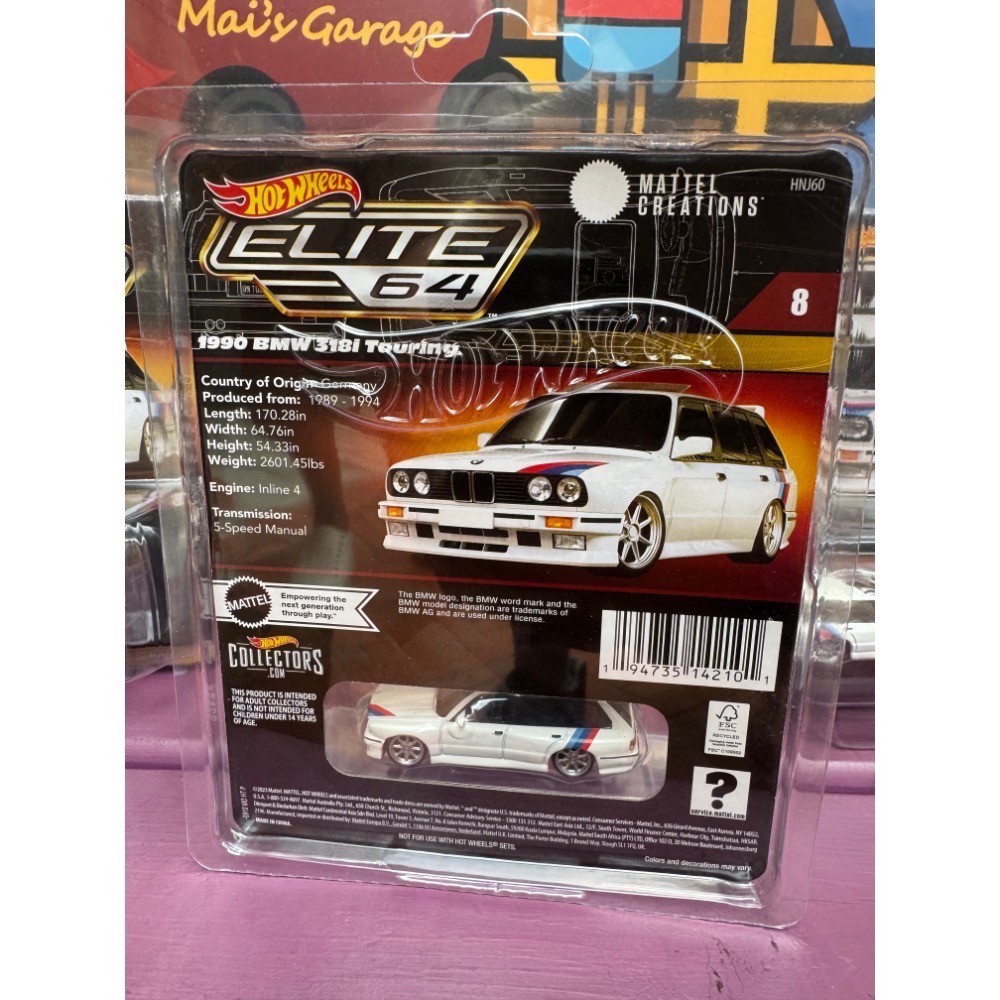 Mai's Garage
HOT WHEELS
ELITE
64
™
MATTEL
CREATIONS™
HNJ60
8
HOT WHEELS
1990 BMW 318i Touring
Country of Origin: Germany
Produced from: 1989 - 1994
Length: 170.28in
Width: 64.76in
Height: 54.33in
Weight: 2601.45lbs
Engine: Inline 4
Transmission:
5-Speed Manual
MATTEL
Empowering the
next generation
through play.™
The BMW logo, the BMW word mark and the
BMW model designation are trademarks of
BMW AG and are used under license.
1 94735 14210 1
HOT WHEELS
COLLECTORS
.COM
THIS PRODUCT IS INTENDED
FOR ADULT COLLECTORS
AND IS NOT INTENDED FOR
CHILDREN UNDER 14 YEARS
OF AGE.
FSC
RECYCLED
?
service.mattel.com
MADE IN CHINA.
NOT FOR USE WITH HOT WHEELS® SETS.
Colors and decorations may vary.